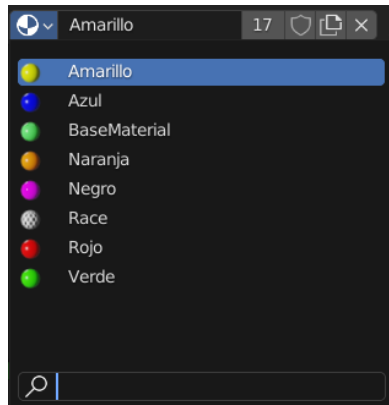 Amarillo 17
Amarillo
Azul
BaseMaterial
Naranja
Negro
Race
Rojo
Verde